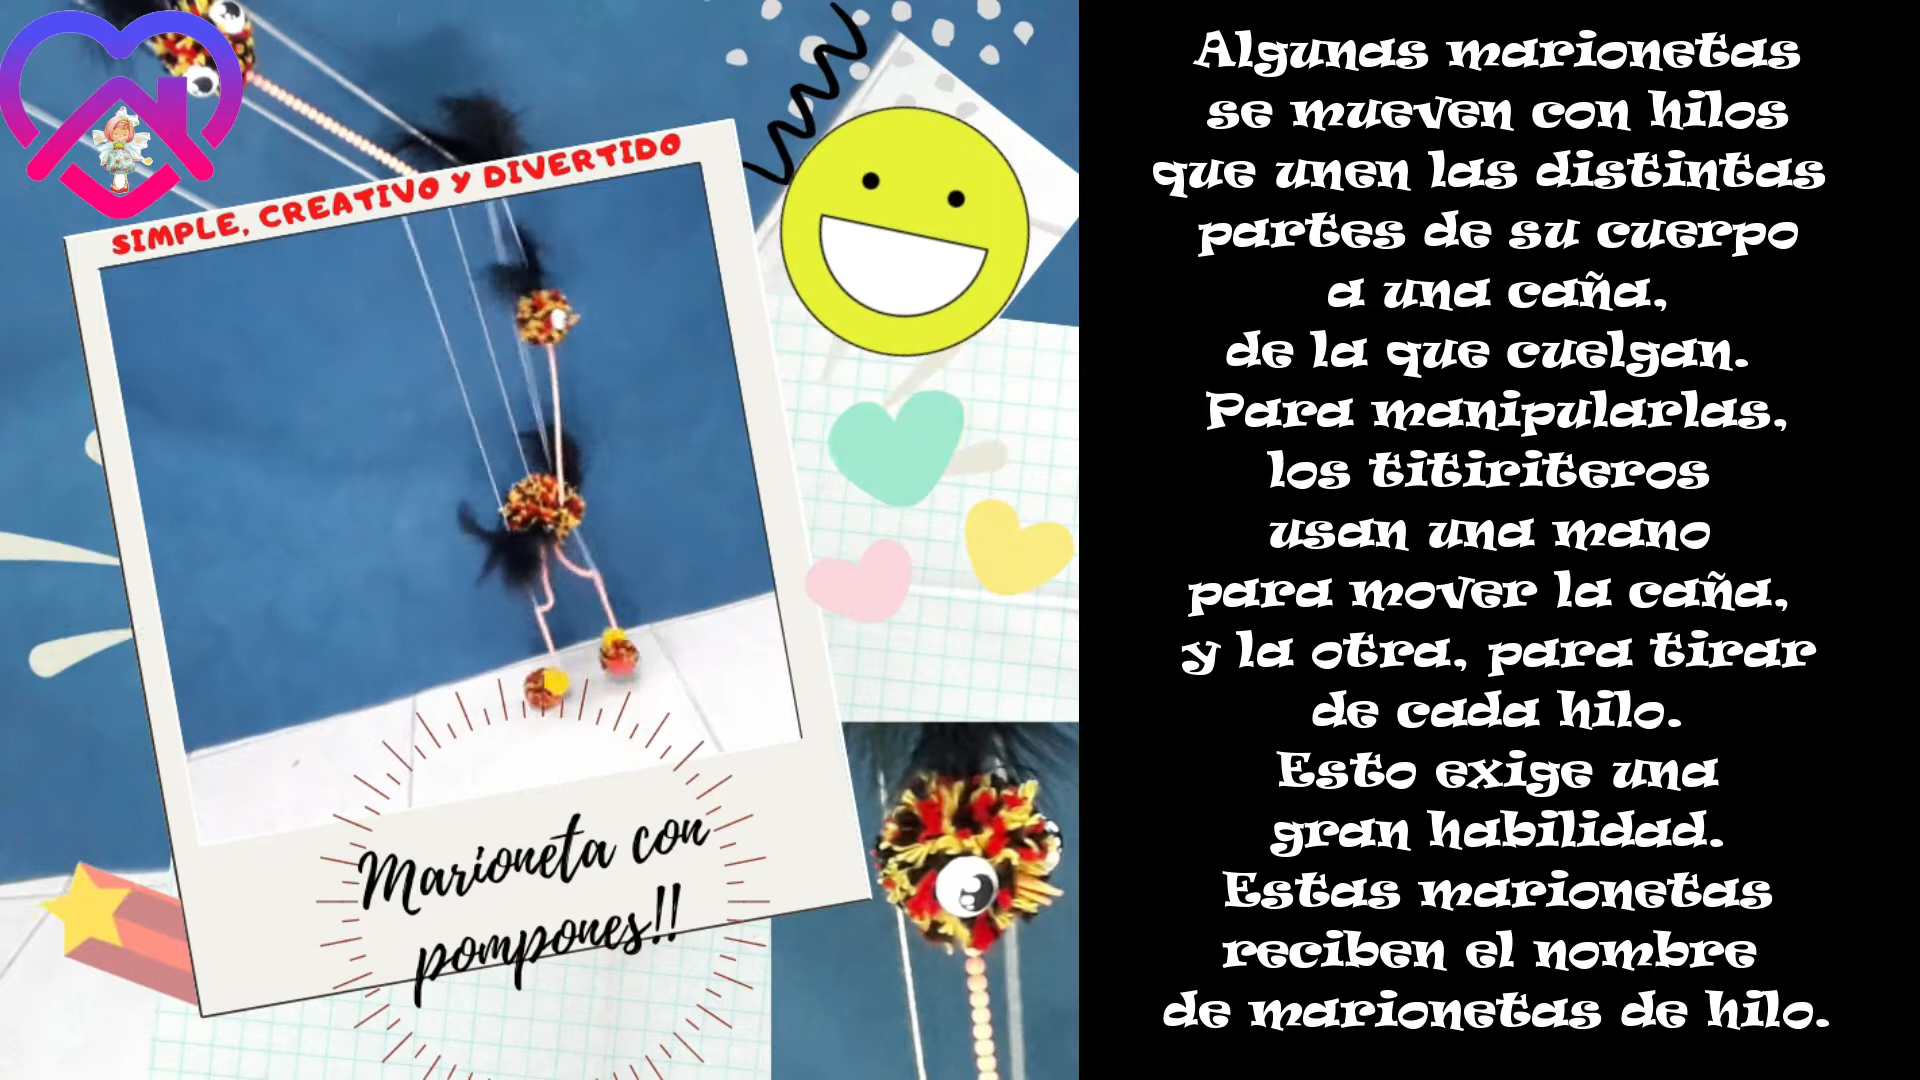 SIMPLE, CREATIVO Y DIVERTIDO
Marioneta con
pompones!!
Algunas marionetas
se mueven con hilos
que unen las distintas
partes de su cuerpo
a una caña,
de la que cuelgan.
Para manipularlas,
los titiriteros
usan una mano
para mover la caña,
y la otra, para tirar
de cada hilo.
Esto exige una
gran habilidad.
Estas marionetas
reciben el nombre
de marionetas de hilo.